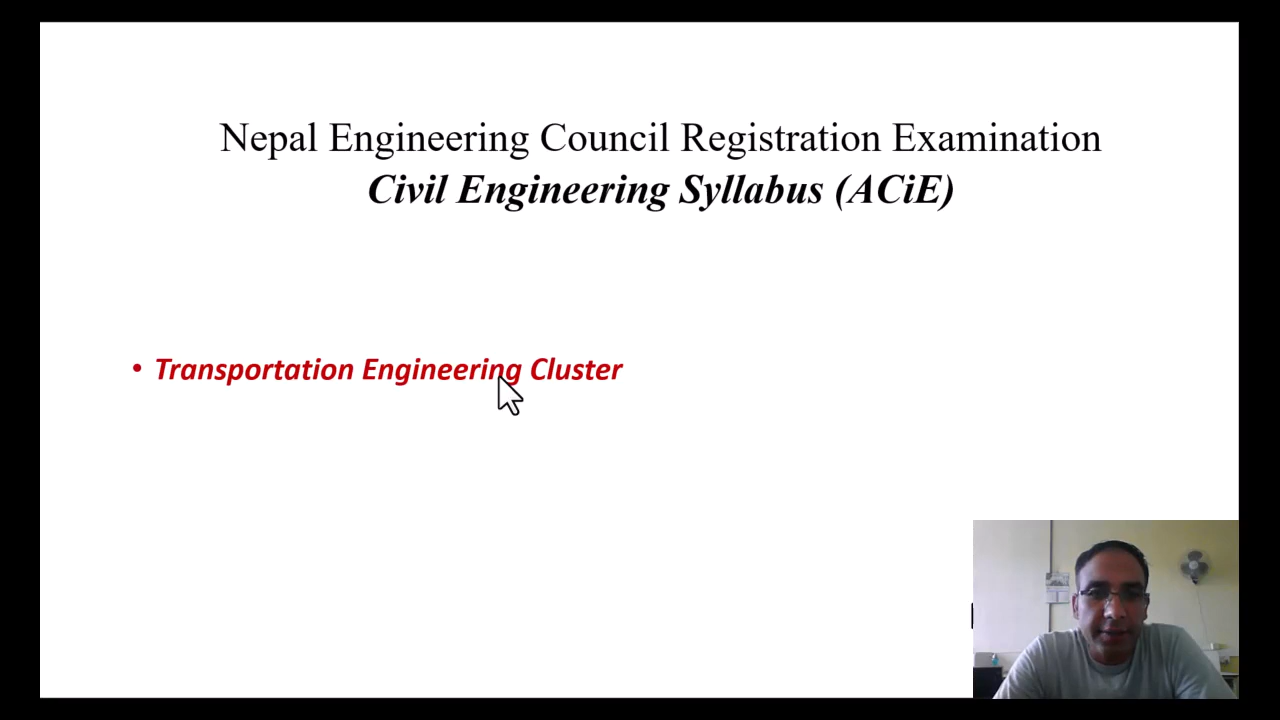 Nepal Engineering Council Registration Examination
Civil Engineering Syllabus (ACiE)
• Transportation Engineering Cluster